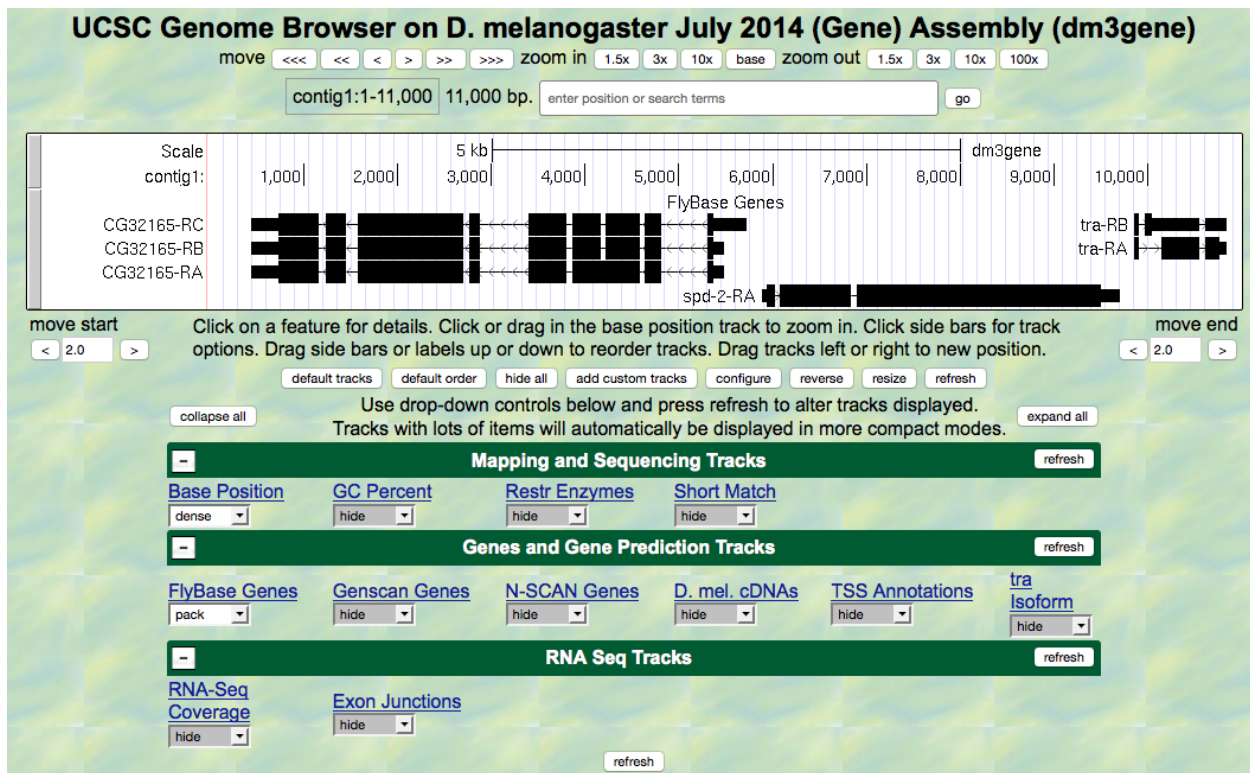 UCSC Genome Browser on D. melanogaster July 2014 (Gene) Assembly (dm3gene)
move <<< << < > >> >>> zoom in 1.5x 3x 10x base zoom out 1.5x 3x 10x 100x
contig1:1-11,000 11,000 bp. enter position or search terms go
Scale 5 kb dm3gene
contig1: 1,000 2,000 3,000 4,000 5,000 6,000 7,000 8,000 9,000 10,000
FlyBase Genes
CG32165-RC tra-RB
CG32165-RB tra-RA
CG32165-RA
spd-2-RA
move start Click on a feature for details. Click or drag in the base position track to zoom in. Click side bars for track move end
< 2.0 > options. Drag side bars or labels up or down to reorder tracks. Drag tracks left or right to new position. < 2.0 >
default tracks default order hide all add custom tracks configure reverse resize refresh
collapse all Use drop-down controls below and press refresh to alter tracks displayed. expand all
Tracks with lots of items will automatically be displayed in more compact modes.
- Mapping and Sequencing Tracks refresh
Base Position GC Percent Restr Enzymes Short Match
dense hide hide hide
- Genes and Gene Prediction Tracks refresh
FlyBase Genes Genscan Genes N-SCAN Genes D. mel. cDNAs TSS Annotations tra Isoform
pack hide hide hide hide hide
- RNA Seq Tracks refresh
RNA-Seq Coverage Exon Junctions
hide hide
refresh